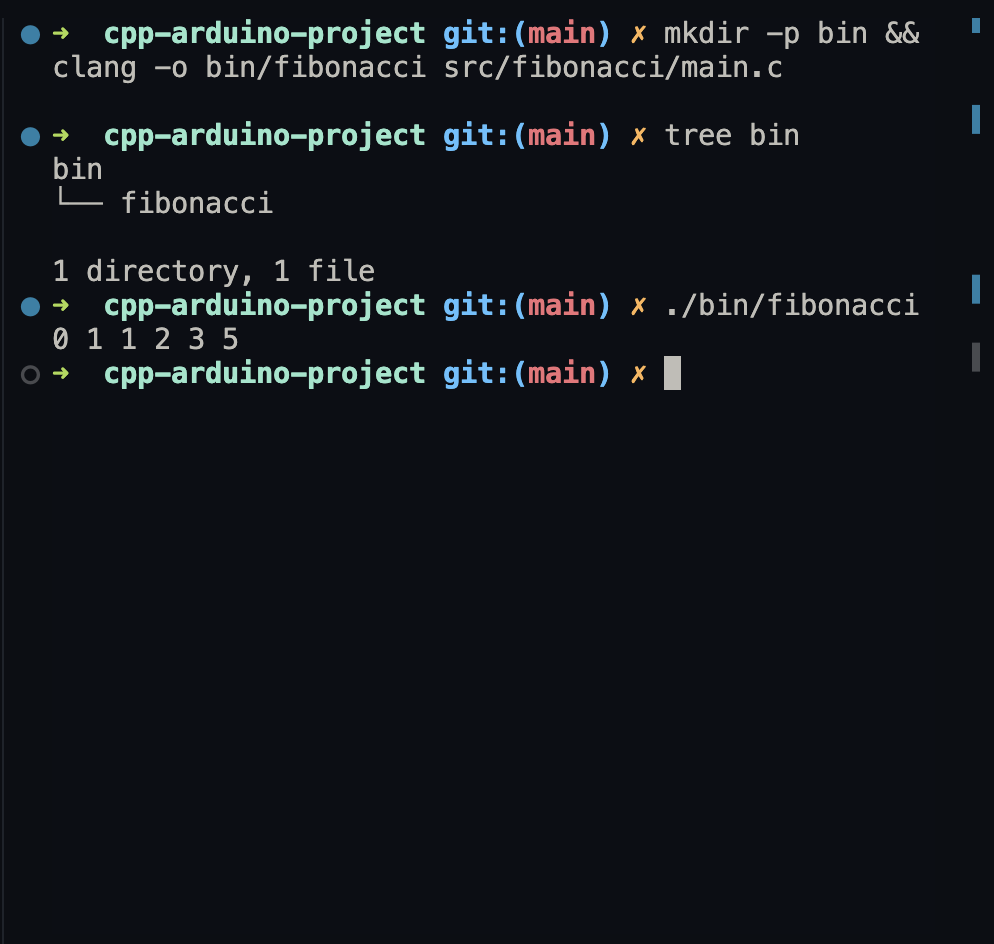 ➜  cpp-arduino-project git:(main) ✗ mkdir -p bin &&
clang -o bin/fibonacci src/fibonacci/main.c
➜  cpp-arduino-project git:(main) ✗ tree bin
bin
└── fibonacci
1 directory, 1 file
➜  cpp-arduino-project git:(main) ✗ ./bin/fibonacci
0 1 1 2 3 5
➜  cpp-arduino-project git:(main) ✗